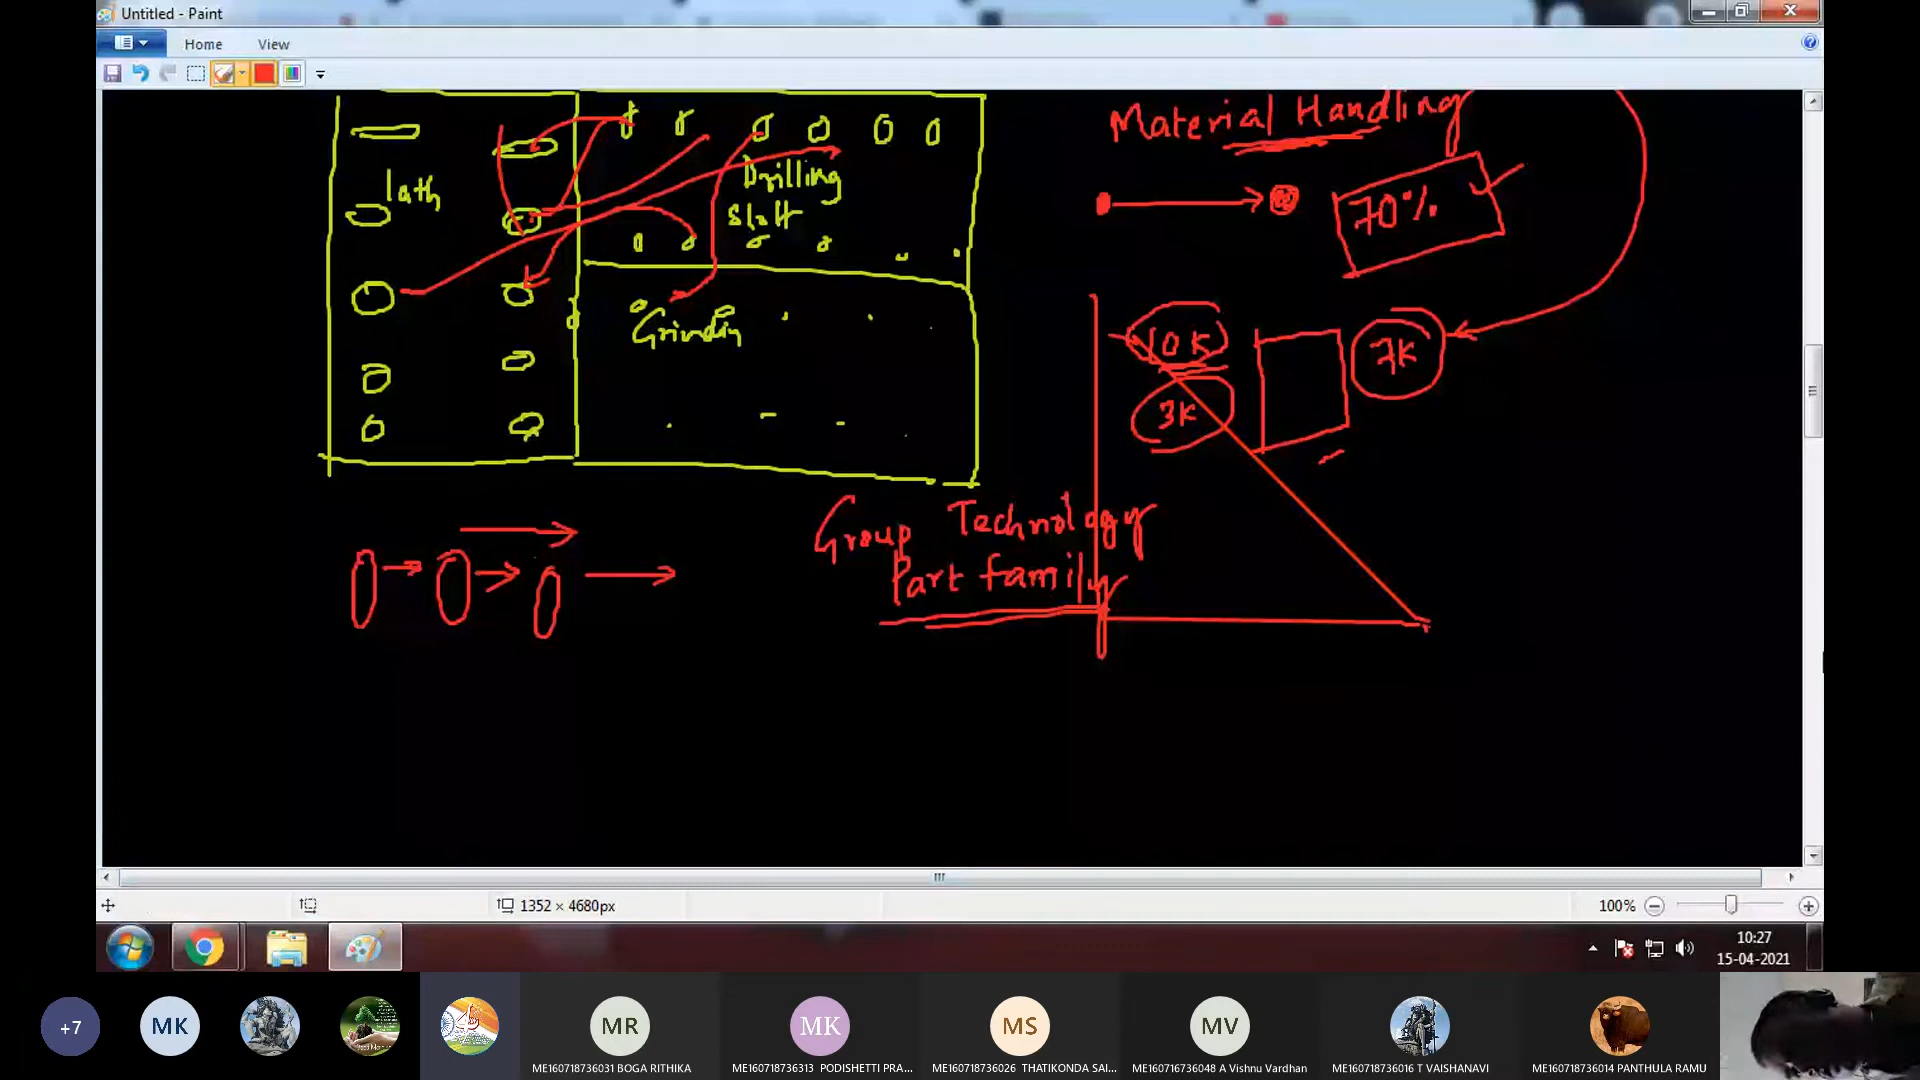 Untitled - Paint
Home View
Material Handling
lath
Drilling
Slott
70%
Grindin
10K
7K
3K
Group Technology
Part family
1352 × 4680px
100%
10:27
15-04-2021
+7
MK
MR
MK
MS
MV
ME160718736031 BOGA RITHIKA
ME160718736313 PODISHETTI PRA...
ME160718736026 THATIKONDA SAI...
ME160716736048 A Vishnu Vardhan
ME160718736016 T VAISHANAVI
ME160718736014 PANTHULA RAMU